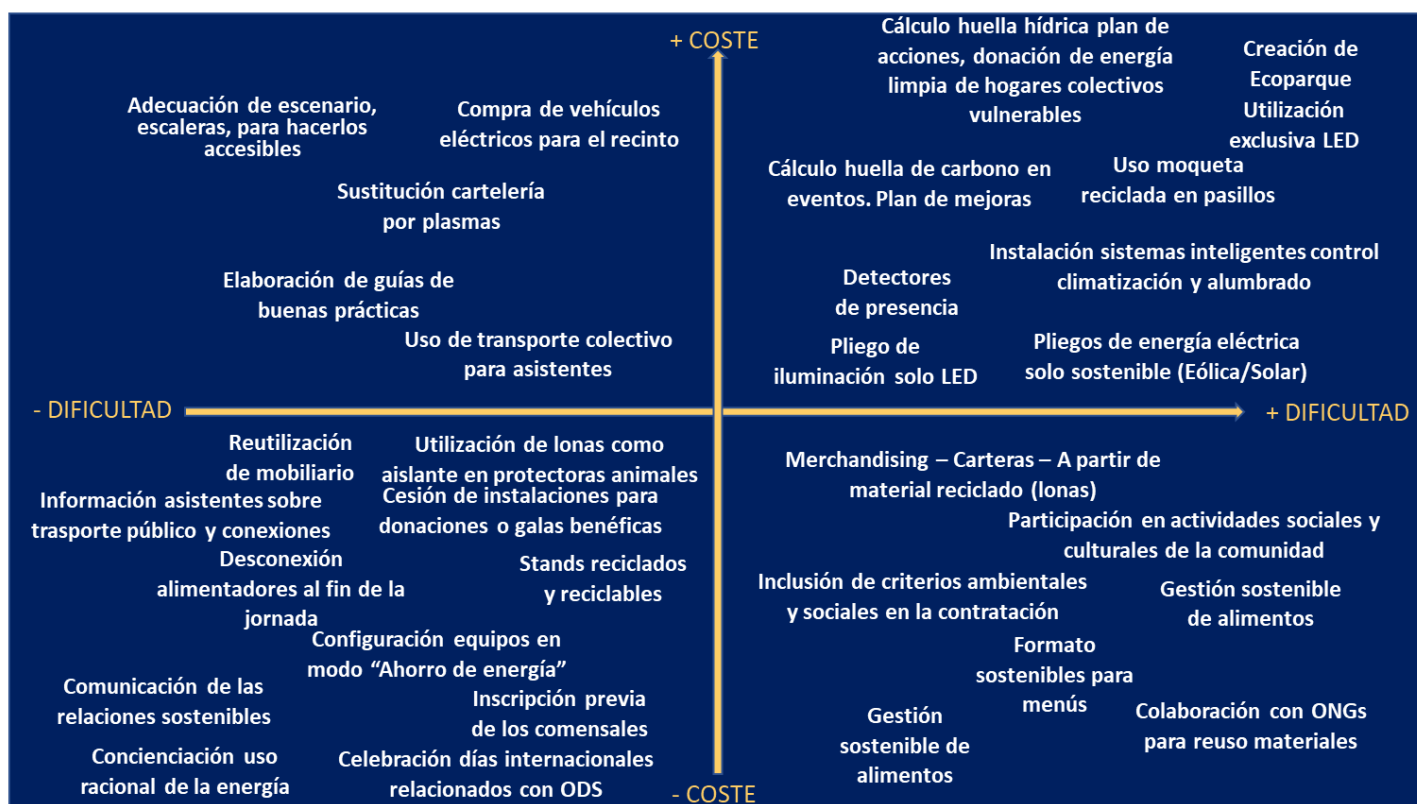 + COSTE
Adecuación de escenario,
escaleras, para hacerlos
accesibles
Compra de vehículos
eléctricos para el recinto
Sustitución cartelería
por plasmas
Elaboración de guías de
buenas prácticas
Uso de transporte colectivo
para asistentes
Cálculo huella hídrica plan de
acciones, donación de energía
limpia de hogares colectivos
vulnerables
Creación de
Ecoparque
Utilización
exclusiva LED
Cálculo huella de carbono en
eventos. Plan de mejoras
Uso moqueta
reciclada en pasillos
Instalación sistemas inteligentes control
climatización y alumbrado
Detectores
de presencia
Pliego de
iluminación solo LED
Pliegos de energía eléctrica
solo sostenible (Eólica/Solar)
- DIFICULTAD
+ DIFICULTAD
Reutilización
de mobiliario
Utilización de lonas como
aislante en protectoras animales
Información asistentes sobre
trasporte público y conexiones
Cesión de instalaciones para
donaciones o galas benéficas
Desconexión
alimentadores al fin de la
jornada
Stands reciclados
y reciclables
Configuración equipos en
modo “Ahorro de energía”
Comunicación de las
relaciones sostenibles
Inscripción previa
de los comensales
Concienciación uso
racional de la energía
Celebración días internacionales
relacionados con ODS
Merchandising – Carteras – A partir de
material reciclado (lonas)
Participación en actividades sociales y
culturales de la comunidad
Inclusión de criterios ambientales
y sociales en la contratación
Gestión sostenible
de alimentos
Formato
sostenibles para
menús
Gestión
sostenible de
alimentos
Colaboración con ONGs
para reuso materiales
- COSTE